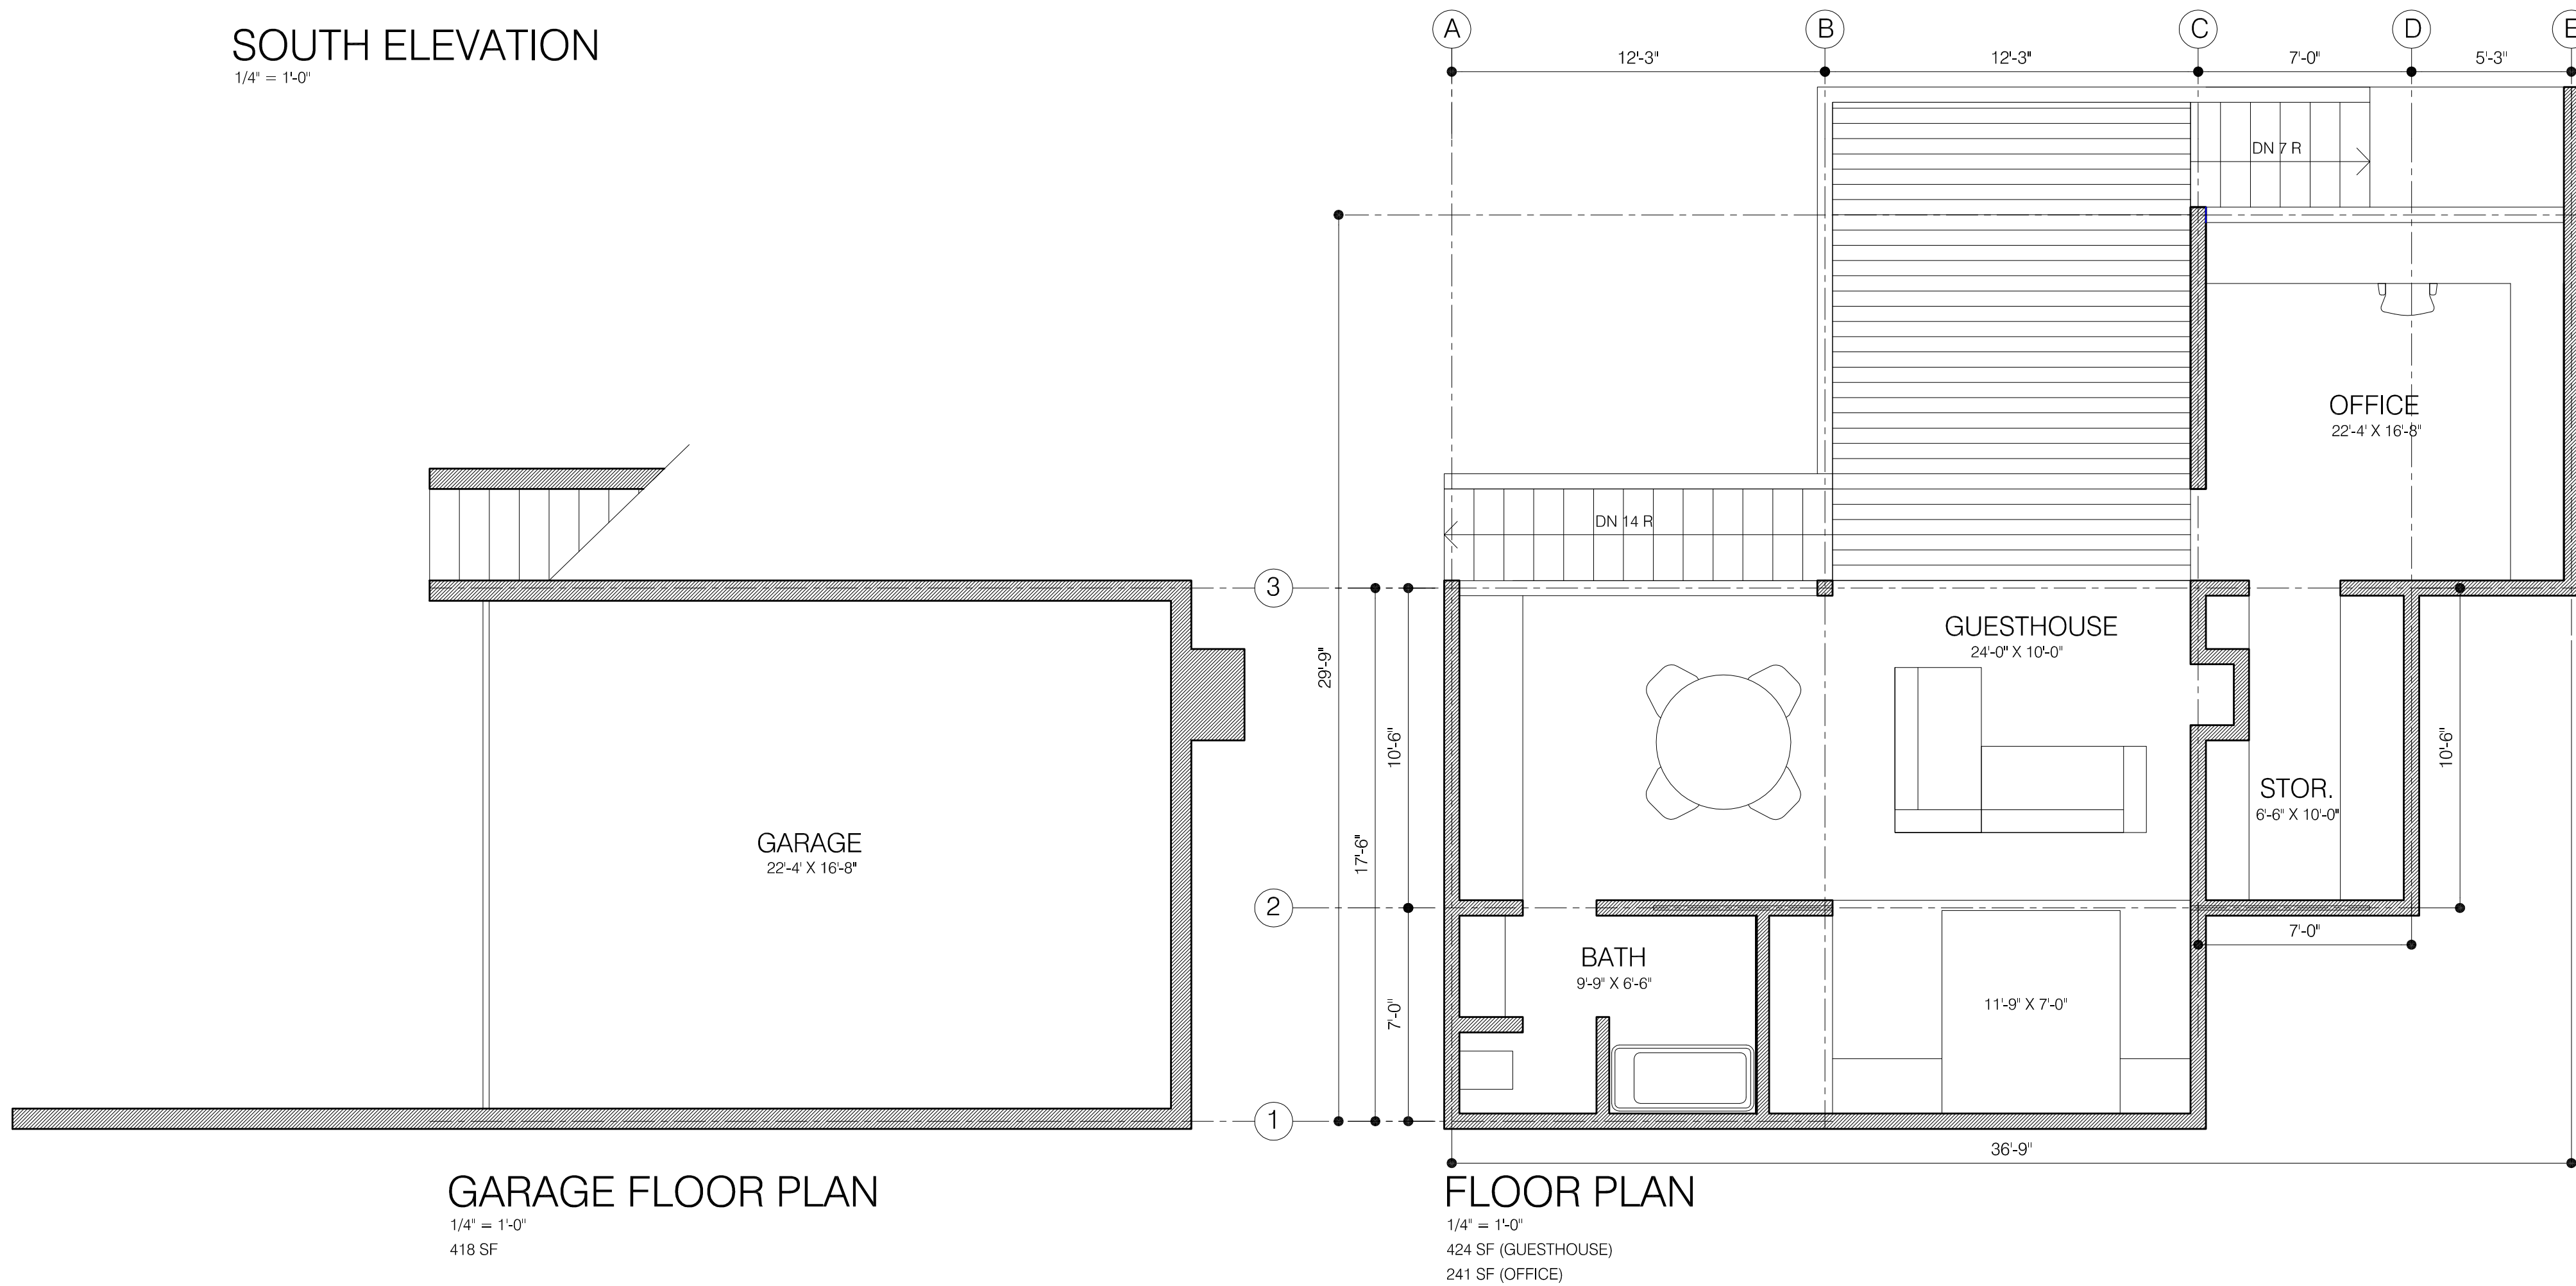 SOUTH ELEVATION
1/4" = 1'-0"
A
B
C
D
E
12'-3"
12'-3"
7'-0"
5'-3"
DN 7 R
OFFICE
22'-4' X 16'-8"
DN 14 R
3
GUESTHOUSE
24'-0" X 10'-0"
29'-9"
10'-6"
10'-6"
STOR.
6'-6" X 10'-0"
GARAGE
22'-4' X 16'-8"
17'-6"
2
7'-0"
BATH
9'-9" X 6'-6"
11'-9" X 7'-0"
7'-0"
1
36'-9"
GARAGE FLOOR PLAN
1/4" = 1'-0"
418 SF
FLOOR PLAN
1/4" = 1'-0"
424 SF (GUESTHOUSE)
241 SF (OFFICE)